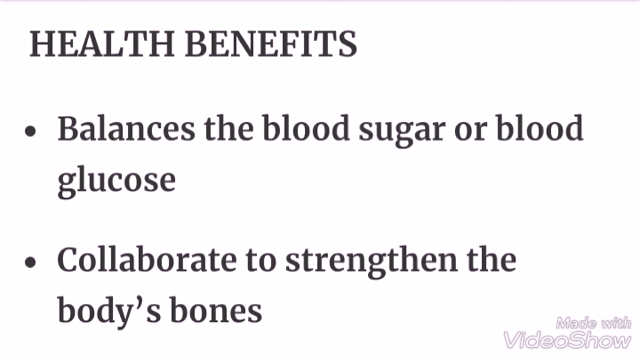 HEALTH BENEFITS
• Balances the blood sugar or blood
glucose
• Collaborate to strengthen the
body’s bones
Made with
VideoShow